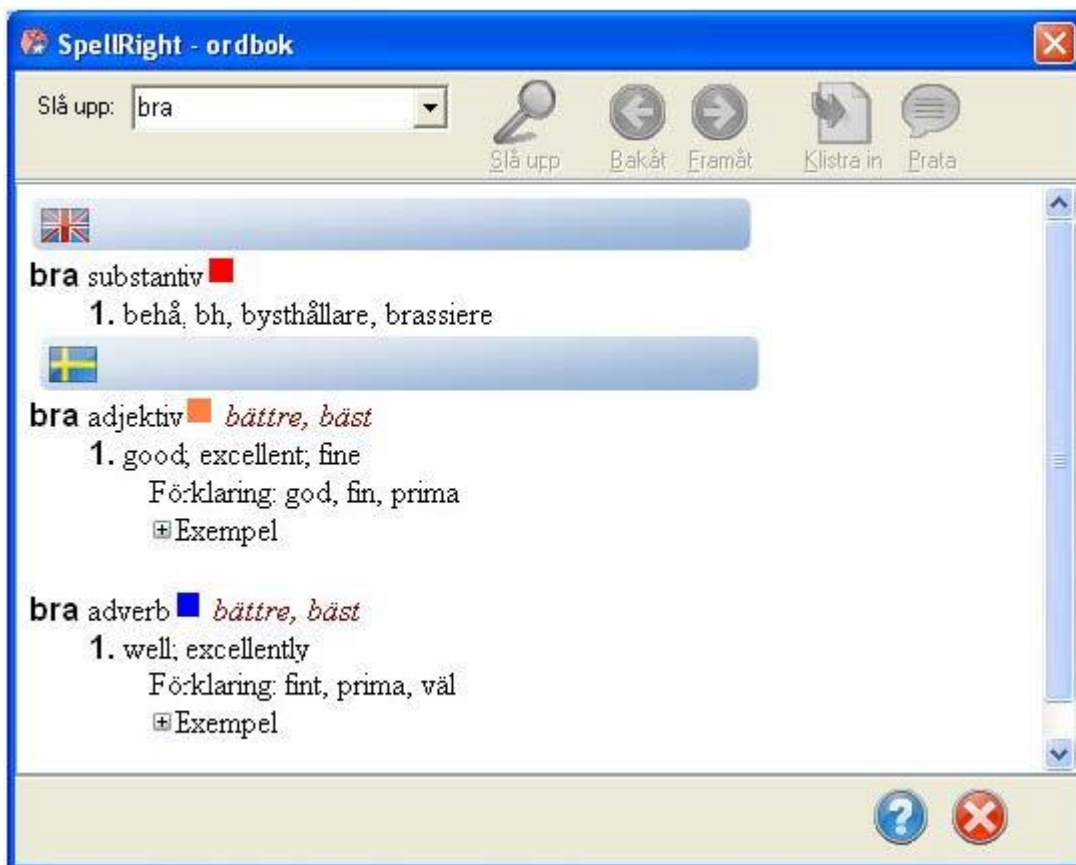 SpellRight - ordbok
Slå upp: bra
Slå upp Bakåt Framåt Klistra in Prata
bra substantiv
1. behå, bh, bysthållare, brassiere
bra adjektiv bättre, bäst
1. good; excellent; fine
Förklaring: god, fin, prima
Exempel
bra adverb bättre, bäst
1. well; excellently
Förklaring: fint, prima, väl
Exempel